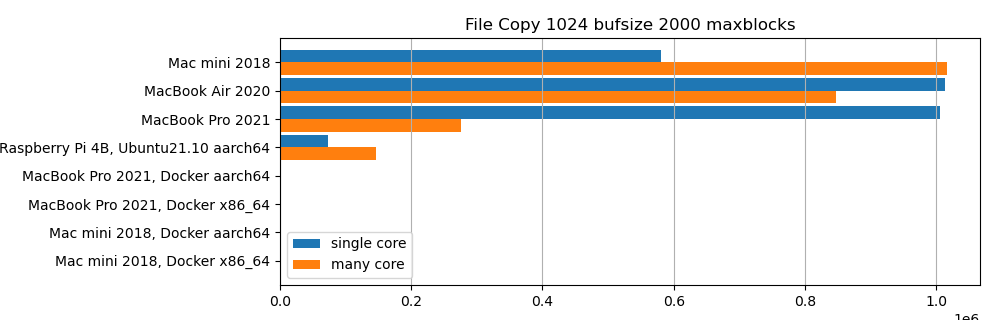 File Copy 1024 bufsize 2000 maxblocks
Mac mini 2018
MacBook Air 2020
MacBook Pro 2021
Raspberry Pi 4B, Ubuntu21.10 aarch64
MacBook Pro 2021, Docker aarch64
MacBook Pro 2021, Docker x86_64
Mac mini 2018, Docker aarch64
Mac mini 2018, Docker x86_64
single core
many core
0.0 0.2 0.4 0.6 0.8 1.0
1e6